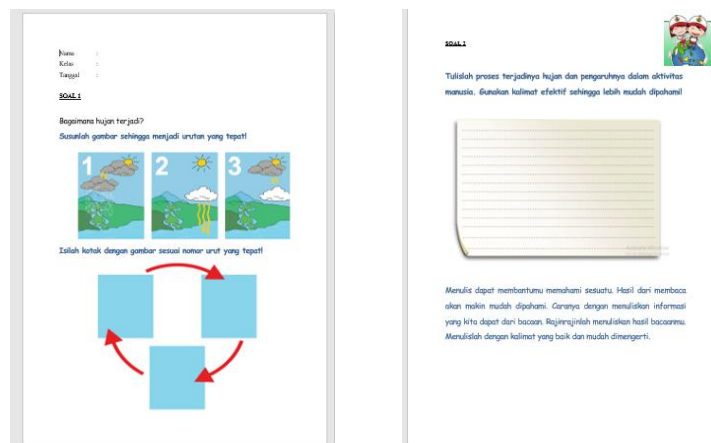 Nama :
Kelas :
Tanggal :
SOAL 1
Bagaimana hujan terjadi?
Susunlah gambar sehingga menjadi urutan yang tepat!
1 2 3
Isilah kotak dengan gambar sesuai nomor urut yang tepat!
SOAL 2
Tulislah proses terjadinya hujan dan pengaruhnya dalam aktivitas
manusia. Gunakan kalimat efektif sehingga lebih mudah dipahami!
Menulis dapat membantumu memahami sesuatu. Hasil dari membaca
akan makin mudah dipahami. Caranya dengan menuliskan informasi
yang kita dapat dari bacaan. Rajinrajinlah menuliskan hasil bacaanmu.
Menulislah dengan kalimat yang baik dan mudah dimengerti.